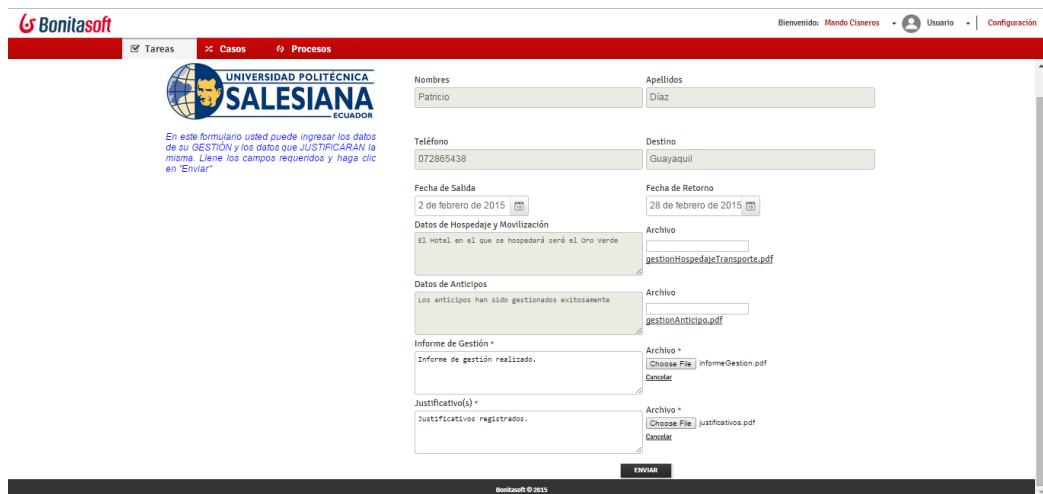 Bonitasoft
Bienvenido: Mando Cisneros
Usuario
Configuración
Tareas
Casos
Procesos
UNIVERSIDAD POLITÉCNICA
SALESIANA
ECUADOR
En este formulario usted puede ingresar los datos
de su GESTIÓN y los datos que JUSTIFICARAN la
misma. Llene los campos requeridos y haga clic
en "Enviar"
Nombres
Apellidos
Patricio
Díaz
Teléfono
Destino
072865438
Guayaquil
Fecha de Salida
Fecha de Retorno
2 de febrero de 2015
28 de febrero de 2015
Datos de Hospedaje y Movilización
Archivo
El Hotel en el que se hospedará será el Oro Verde
gestionHospedajeTransporte.pdf
Datos de Anticipos
Archivo
Los anticipos han sido gestionados exitosamente
gestionAnticipo.pdf
Informe de Gestión *
Archivo *
Informe de gestión realizado.
Choose File informeGestion.pdf
Cancelar
Justificativo(s) *
Archivo *
Justificativos registrados.
Choose File justificativos.pdf
Cancelar
ENVIAR
Bonitasoft © 2015